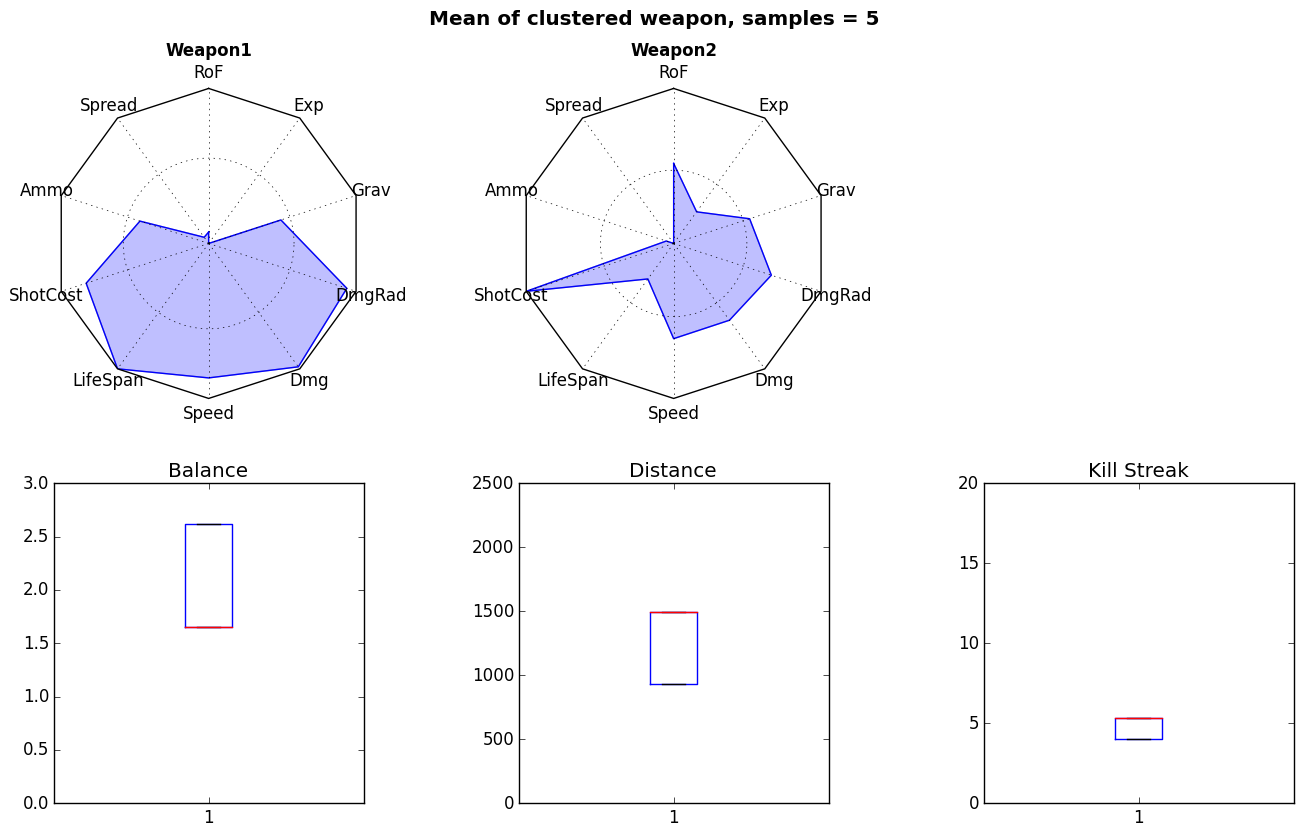 Mean of clustered weapon, samples = 5
Weapon1
RoF
Spread
Exp
Ammo
Grav
ShotCost
DmgRad
LifeSpan
Dmg
Speed
Weapon2
RoF
Spread
Exp
Ammo
Grav
ShotCost
DmgRad
LifeSpan
Dmg
Speed
Balance
3.0
2.5
2.0
1.5
1.0
0.5
0.0
1
Distance
2500
2000
1500
1000
500
0
1
Kill Streak
20
15
10
5
0
1